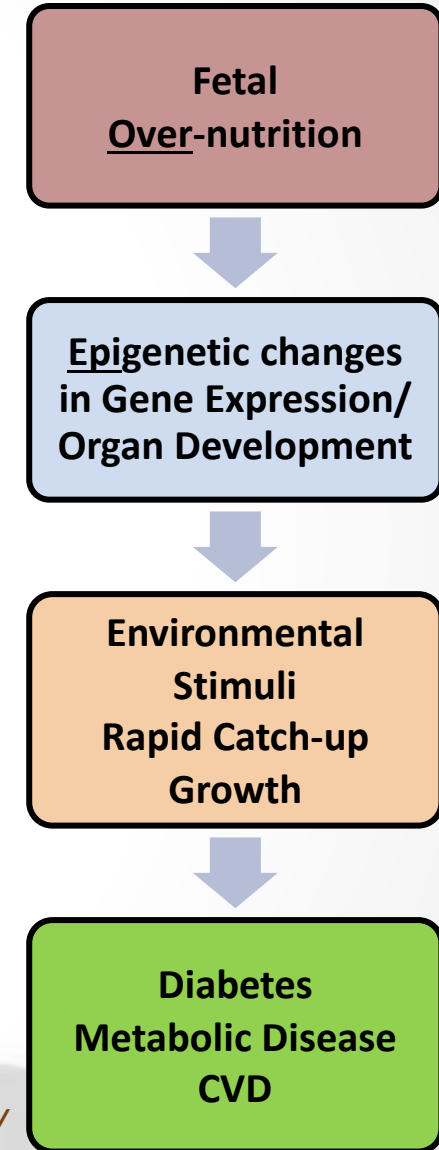 Fetal
Over-nutrition
Epigenetic changes
in Gene Expression/
Organ Development
Environmental
Stimuli
Rapid Catch-up
Growth
Diabetes
Metabolic Disease
CVD